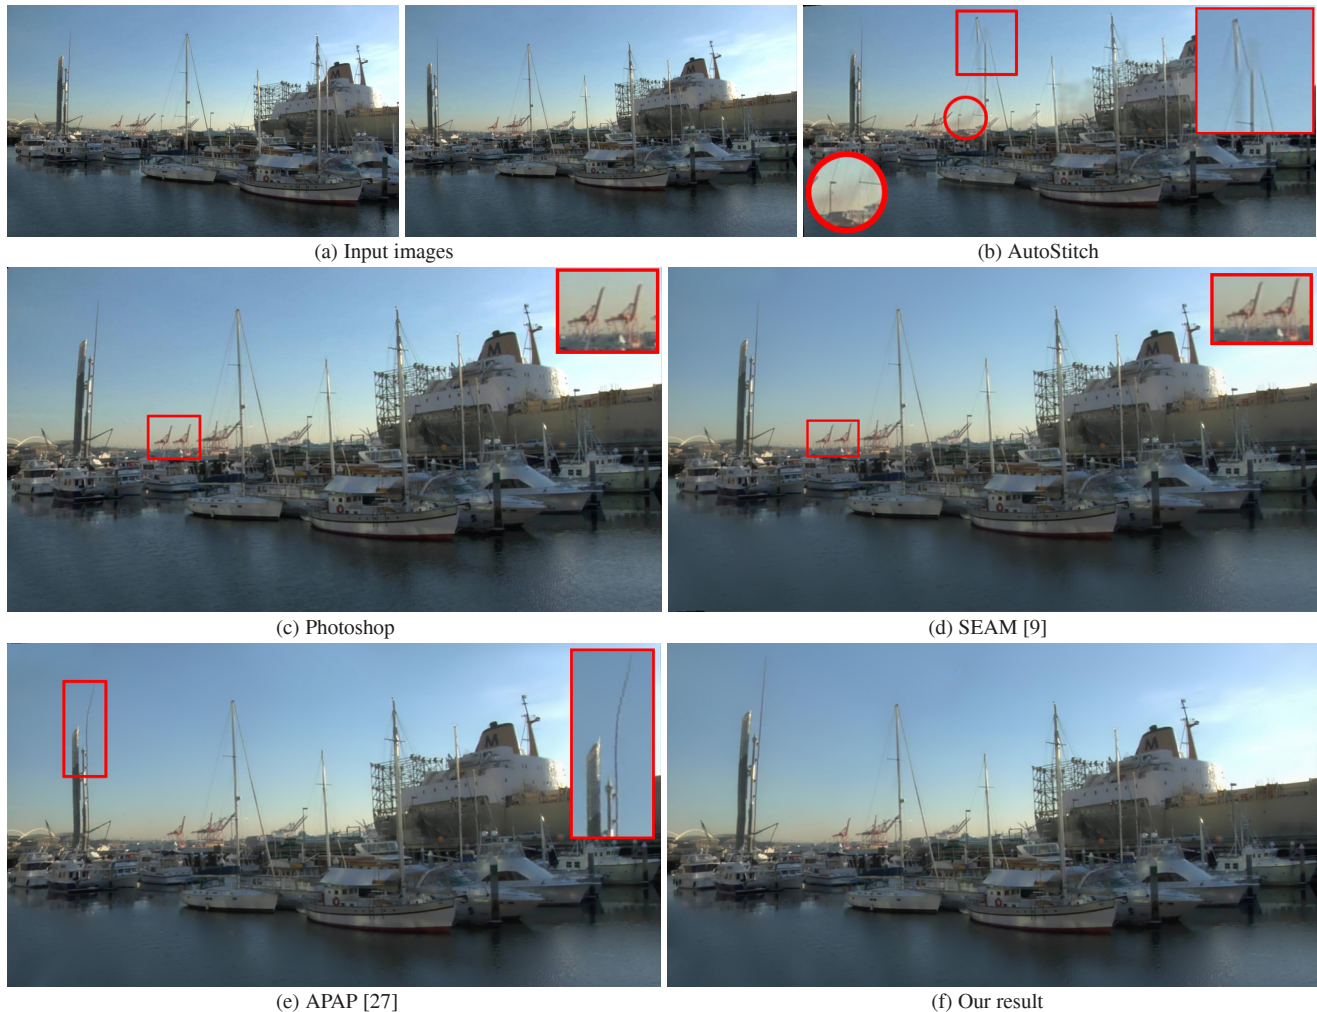 (a) Input images
(b) AutoStitch
(c) Photoshop
(d) SEAM [9]
(e) APAP [27]
(f) Our result
M
M
M
M
M
M
M